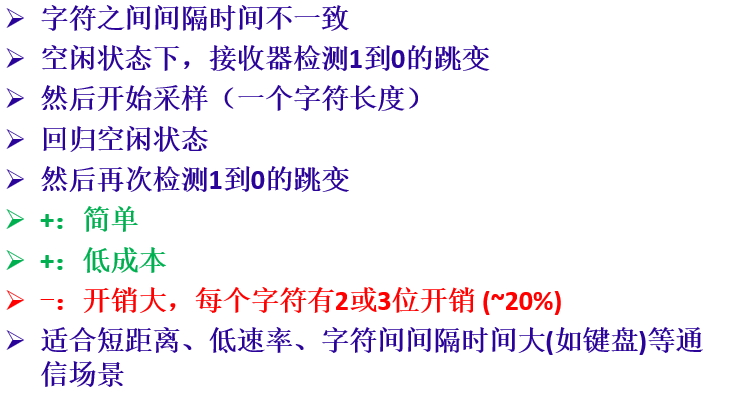 ➢ 字符之间间隔时间不一致
➢ 空闲状态下，接收器检测1到0的跳变
➢ 然后开始采样（一个字符长度）
➢ 回归空闲状态
➢ 然后再次检测1到0的跳变
➢ +：简单
➢ +：低成本
➢ −：开销大，每个字符有2或3位开销 (~20%)
➢ 适合短距离、低速率、字符间间隔时间大(如键盘)等通
信场景